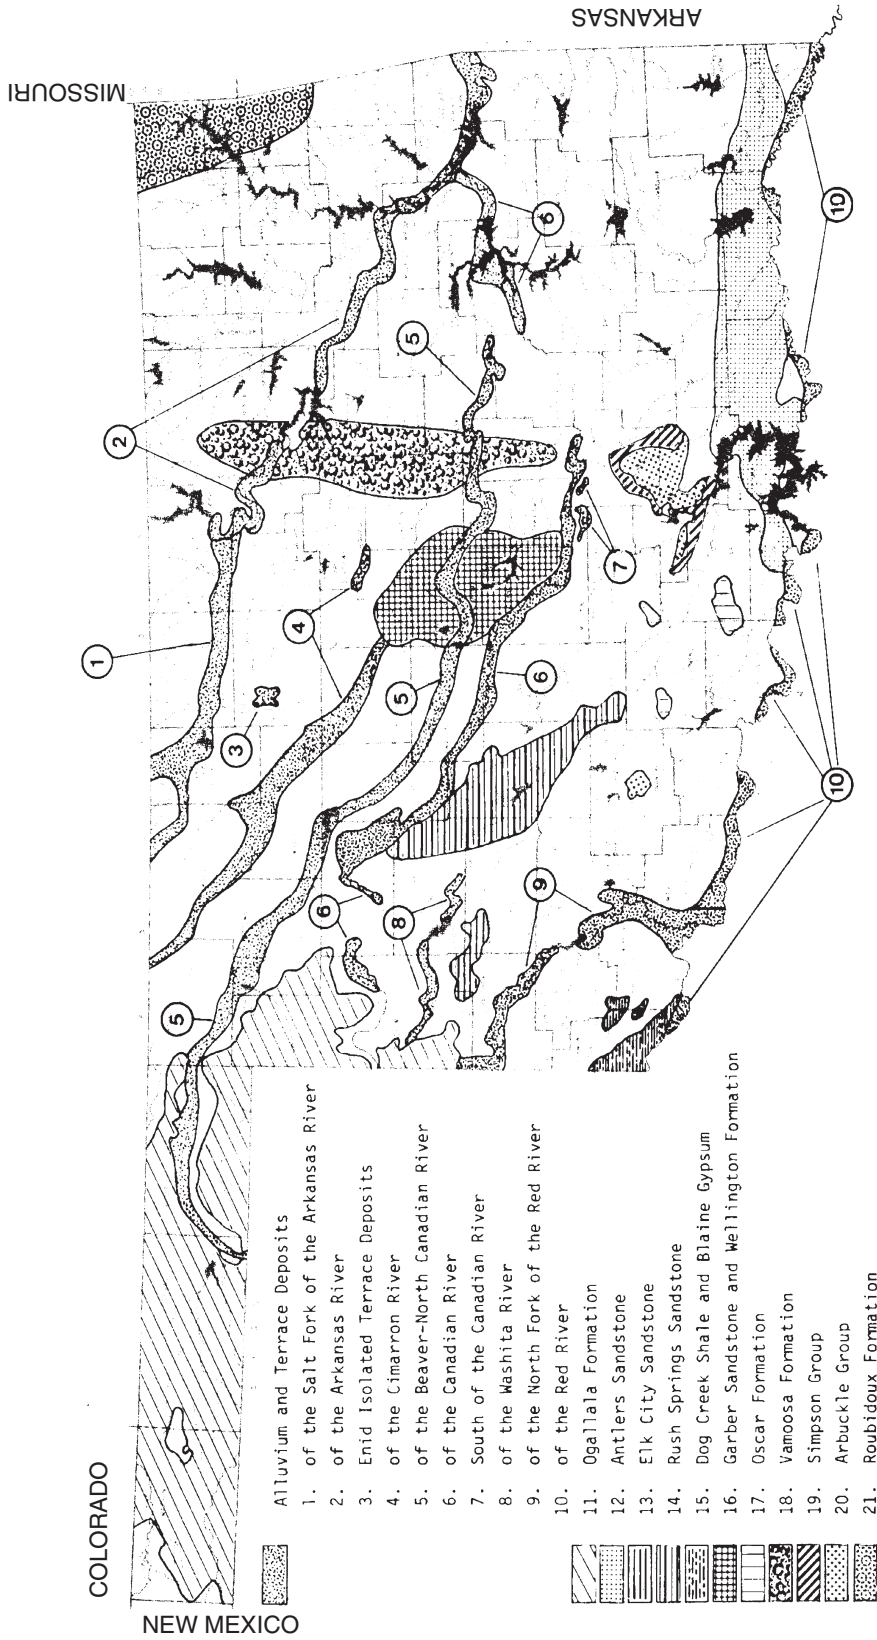 COLORADO
NEW MEXICO
MISSOURI
ARKANSAS
1
2
3
4
5
5
5
6
6
6
7
8
9
10
10
Alluvium and Terrace Deposits
1. of the Salt Fork of the Arkansas River
2. of the Arkansas River
3. Enid Isolated Terrace Deposits
4. of the Cimarron River
5. of the Beaver-North Canadian River
6. of the Canadian River
7. South of the Canadian River
8. of the Washita River
9. of the North Fork of the Red River
10. of the Red River
11. Ogallala Formation
12. Antlers Sandstone
13. Elk City Sandstone
14. Rush Springs Sandstone
15. Dog Creek Shale and Blaine Gypsum
16. Garber Sandstone and Wellington Formation
17. Oscar Formation
18. Vamoosa Formation
19. Simpson Group
20. Arbuckle Group
21. Roubidoux Formation